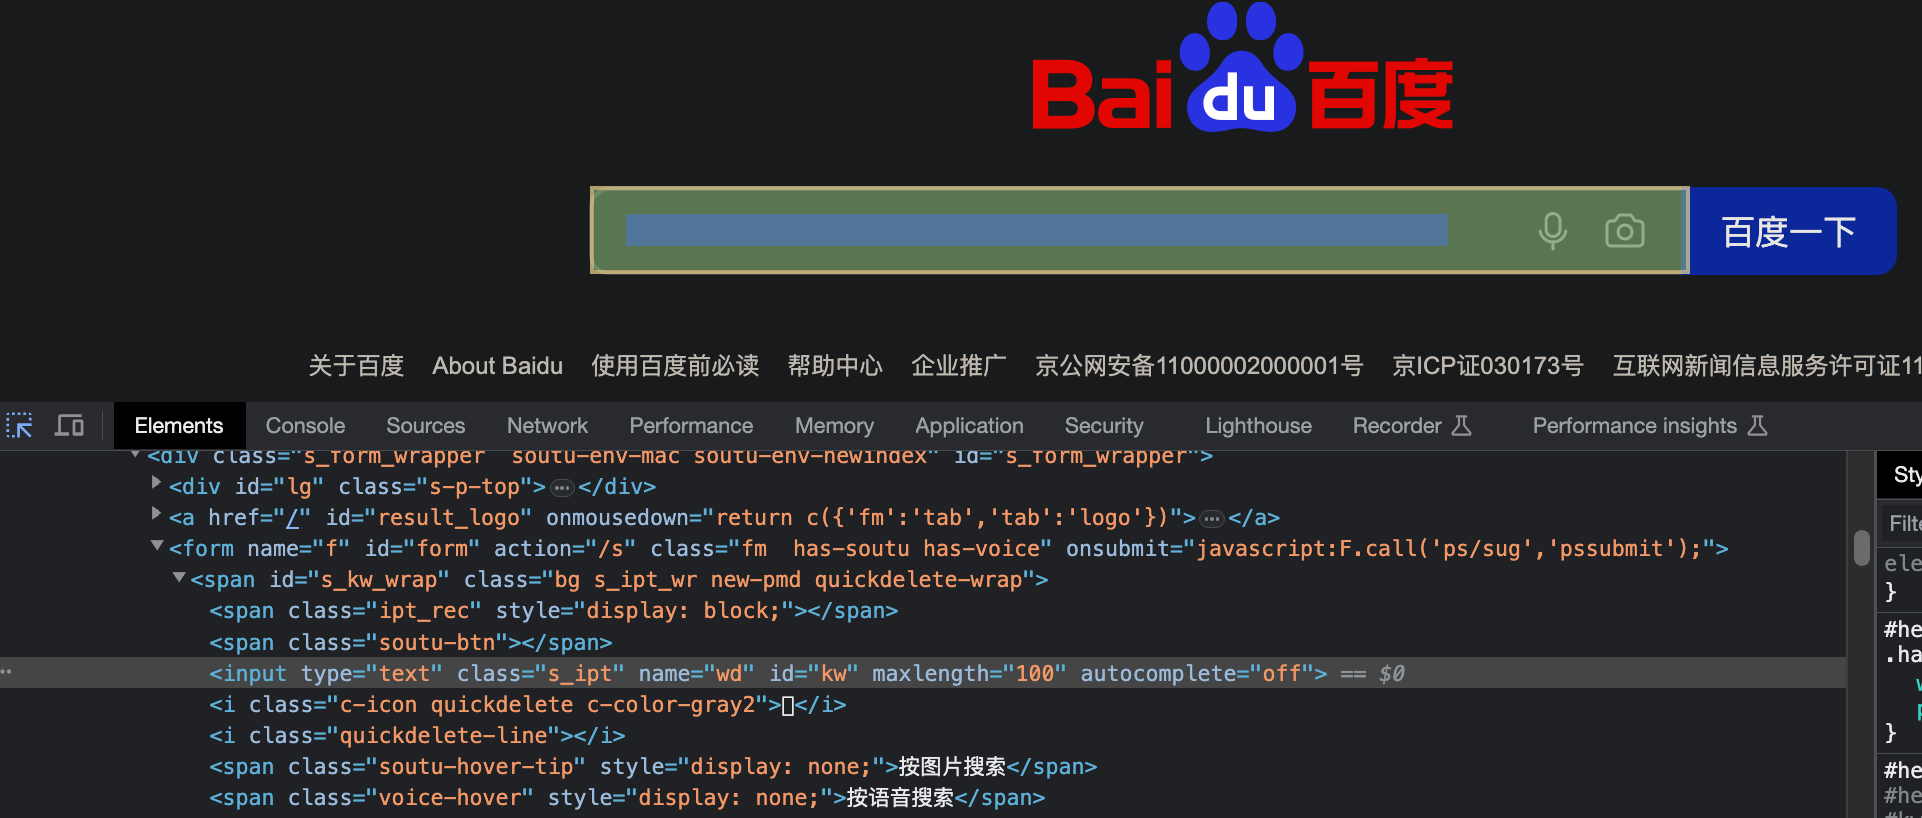 Bai du 百度
百度一下
关于百度 About Baidu 使用百度前必读 帮助中心 企业推广 京公网安备11000002000001号 京ICP证030173号 互联网新闻信息服务许可证11
Elements Console Sources Network Performance Memory Application Security Lighthouse Recorder Performance insights
<div class="s_form_wrapper  soutu-env-mac soutu-env-newindex" id="s_form_wrapper">
<div id="lg" class="s-p-top">…</div>
<a href="/" id="result_logo" onmousedown="return c({'fm':'tab','tab':'logo'})">…</a>
<form name="f" id="form" action="/s" class="fm  has-soutu has-voice" onsubmit="javascript:F.call('ps/sug','pssubmit');">
<span id="s_kw_wrap" class="bg s_ipt_wr new-pmd quickdelete-wrap">
<span class="ipt_rec" style="display: block;"></span>
<span class="soutu-btn"></span>
<input type="text" class="s_ipt" name="wd" id="kw" maxlength="100" autocomplete="off"> == $0
<i class="c-icon quickdelete c-color-gray2"></i>
<i class="quickdelete-line"></i>
<span class="soutu-hover-tip" style="display: none;">按图片搜索</span>
<span class="voice-hover" style="display: none;">按语音搜索</span>
Sty
Filte
ele
}
#he
.ha
}
#he
#he